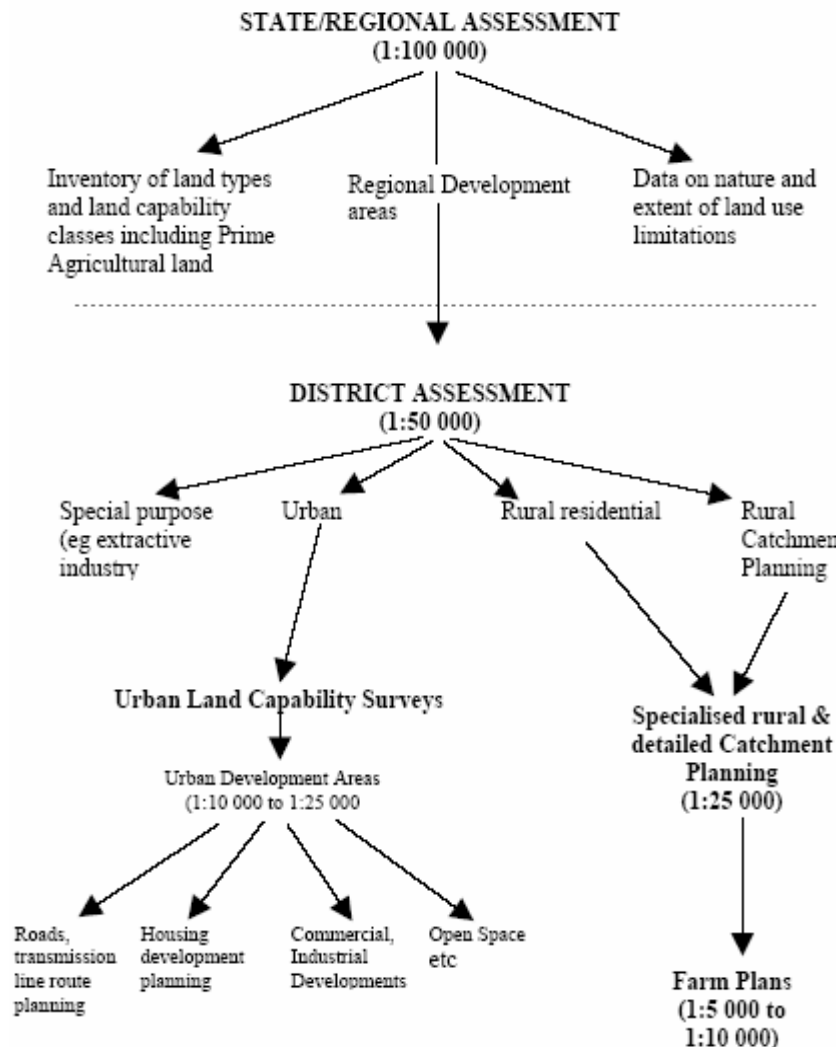 STATE/REGIONAL ASSESSMENT
(1:100 000)
Inventory of land types
and land capability
classes including Prime
Agricultural land
Regional Development
areas
Data on nature and
extent of land use
limitations
DISTRICT ASSESSMENT
(1:50 000)
Special purpose
(eg extractive
industry
Urban
Rural residential
Rural
Catchmen
Planning
Urban Land Capability Surveys
Urban Development Areas
(1:10 000 to 1:25 000
Specialised rural &
detailed Catchment
Planning
(1:25 000)
Roads,
transmission
line route
planning
Housing
development
planning
Commercial,
Industrial
Developments
Open Space
etc
Farm Plans
(1:5 000 to
1:10 000)